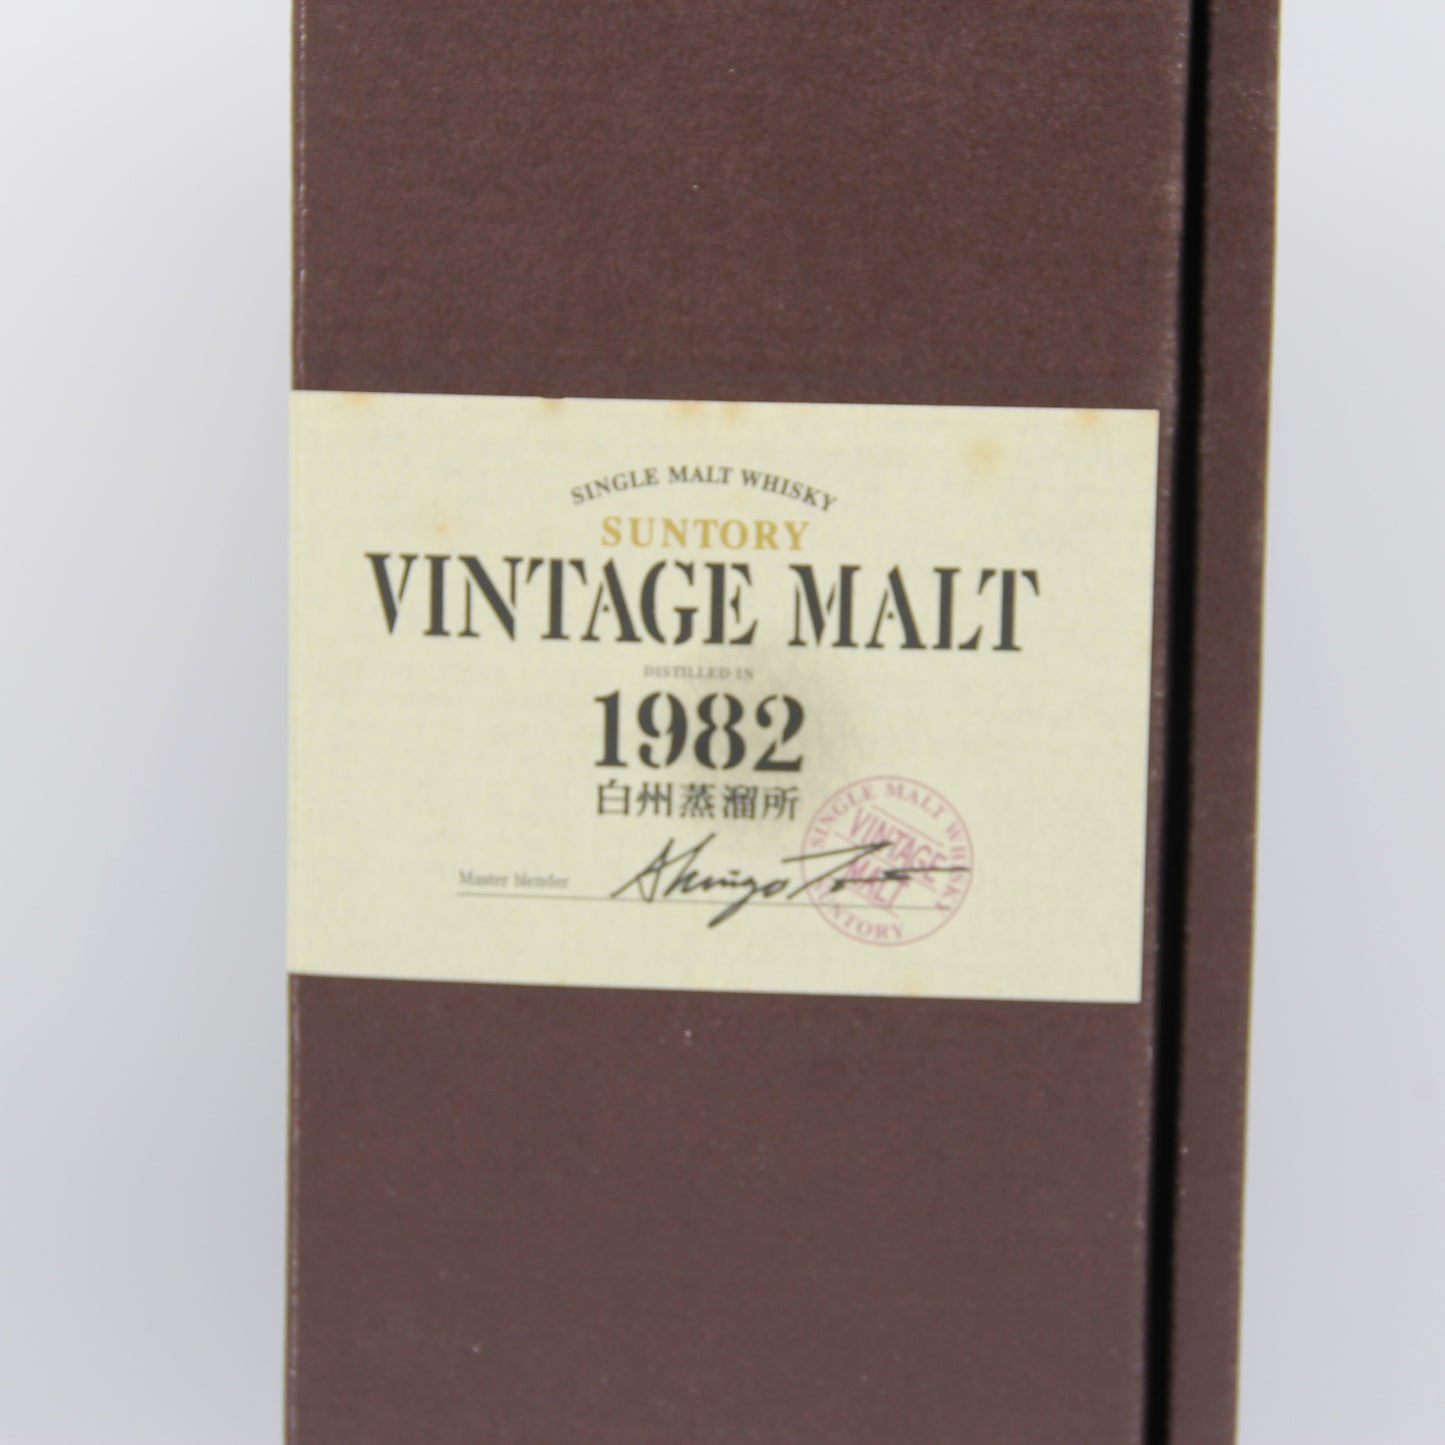 SINGLE MALT WHISKY
SUNTORY
VINTAGE MALT
DISTILLED IN
1982
白州蒸溜所
Master blender
SINGLE MALT WHISKY
VINTAGE
MALT
SUNTORY